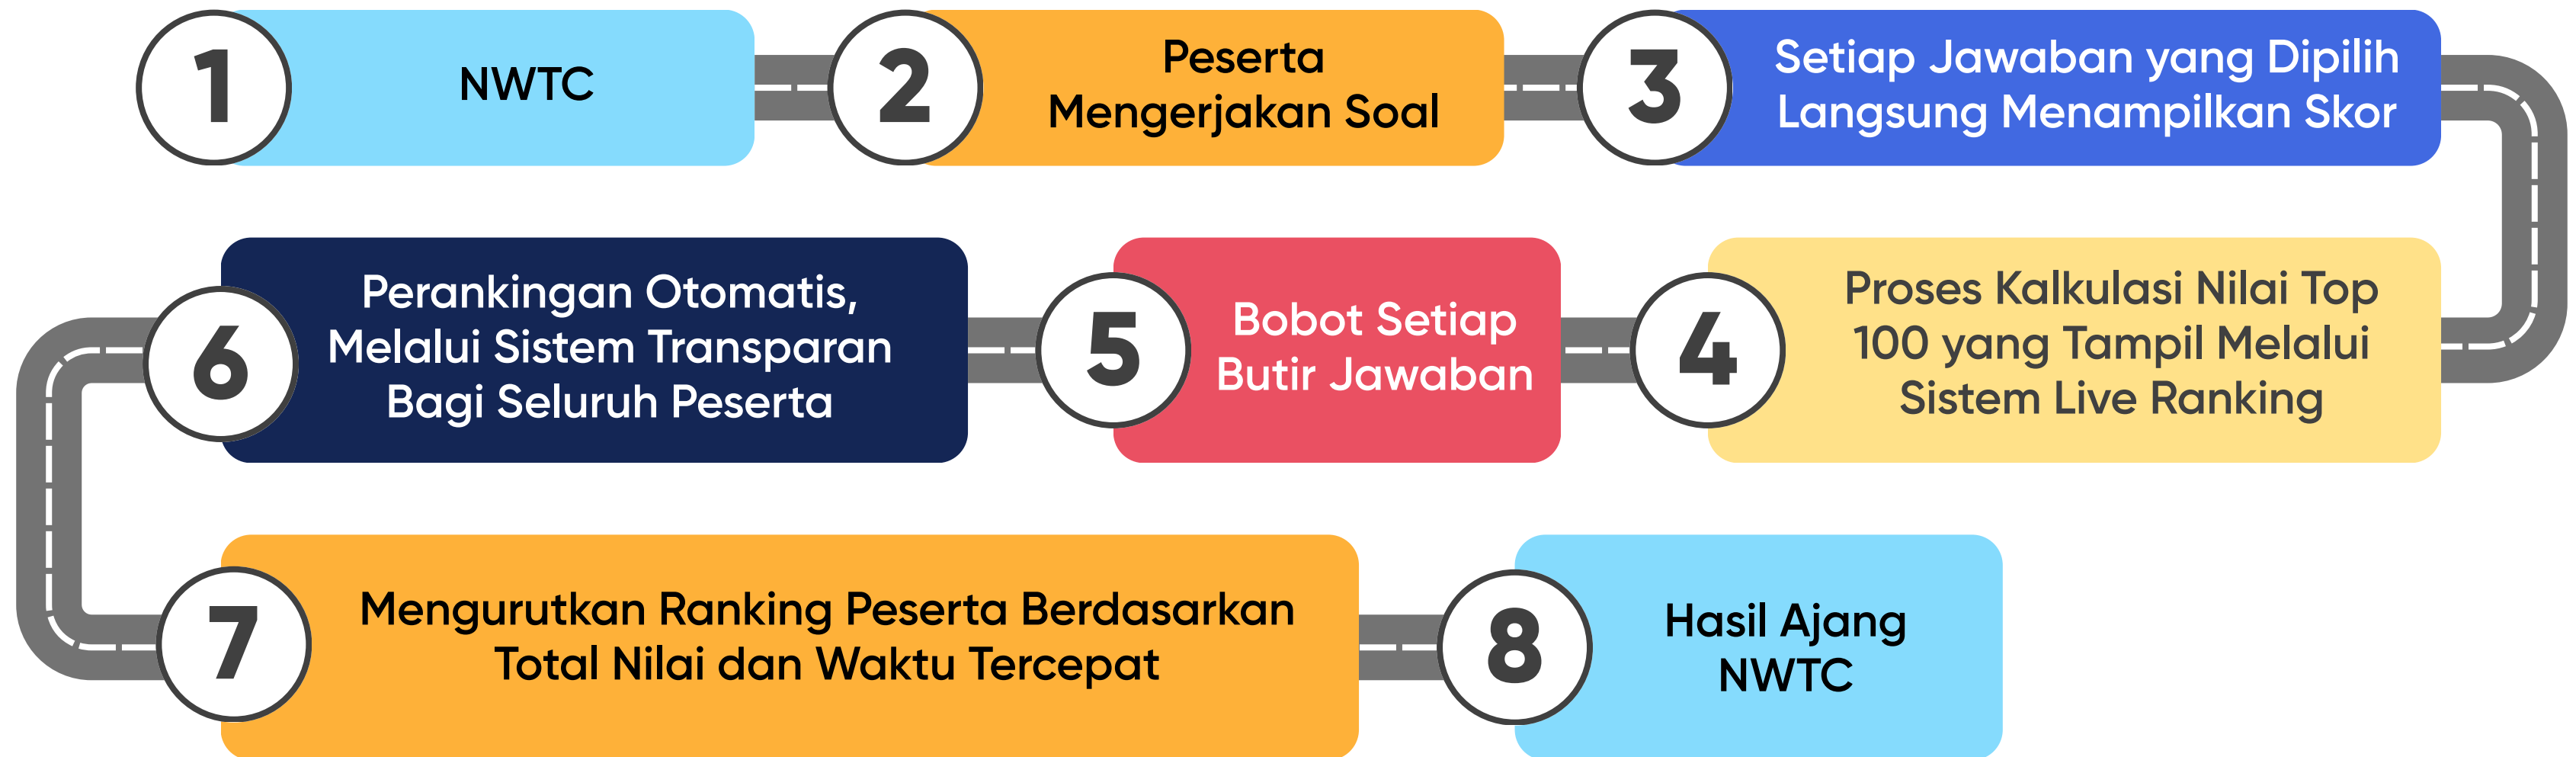 1
NWTC
2
Peserta
Mengerjakan Soal
3
Setiap Jawaban yang Dipilih
Langsung Menampilkan Skor
4
Proses Kalkulasi Nilai Top
100 yang Tampil Melalui
Sistem Live Ranking
5
Bobot Setiap
Butir Jawaban
6
Perankingan Otomatis,
Melalui Sistem Transparan
Bagi Seluruh Peserta
7
Mengurutkan Ranking Peserta Berdasarkan
Total Nilai dan Waktu Tercepat
8
Hasil Ajang
NWTC